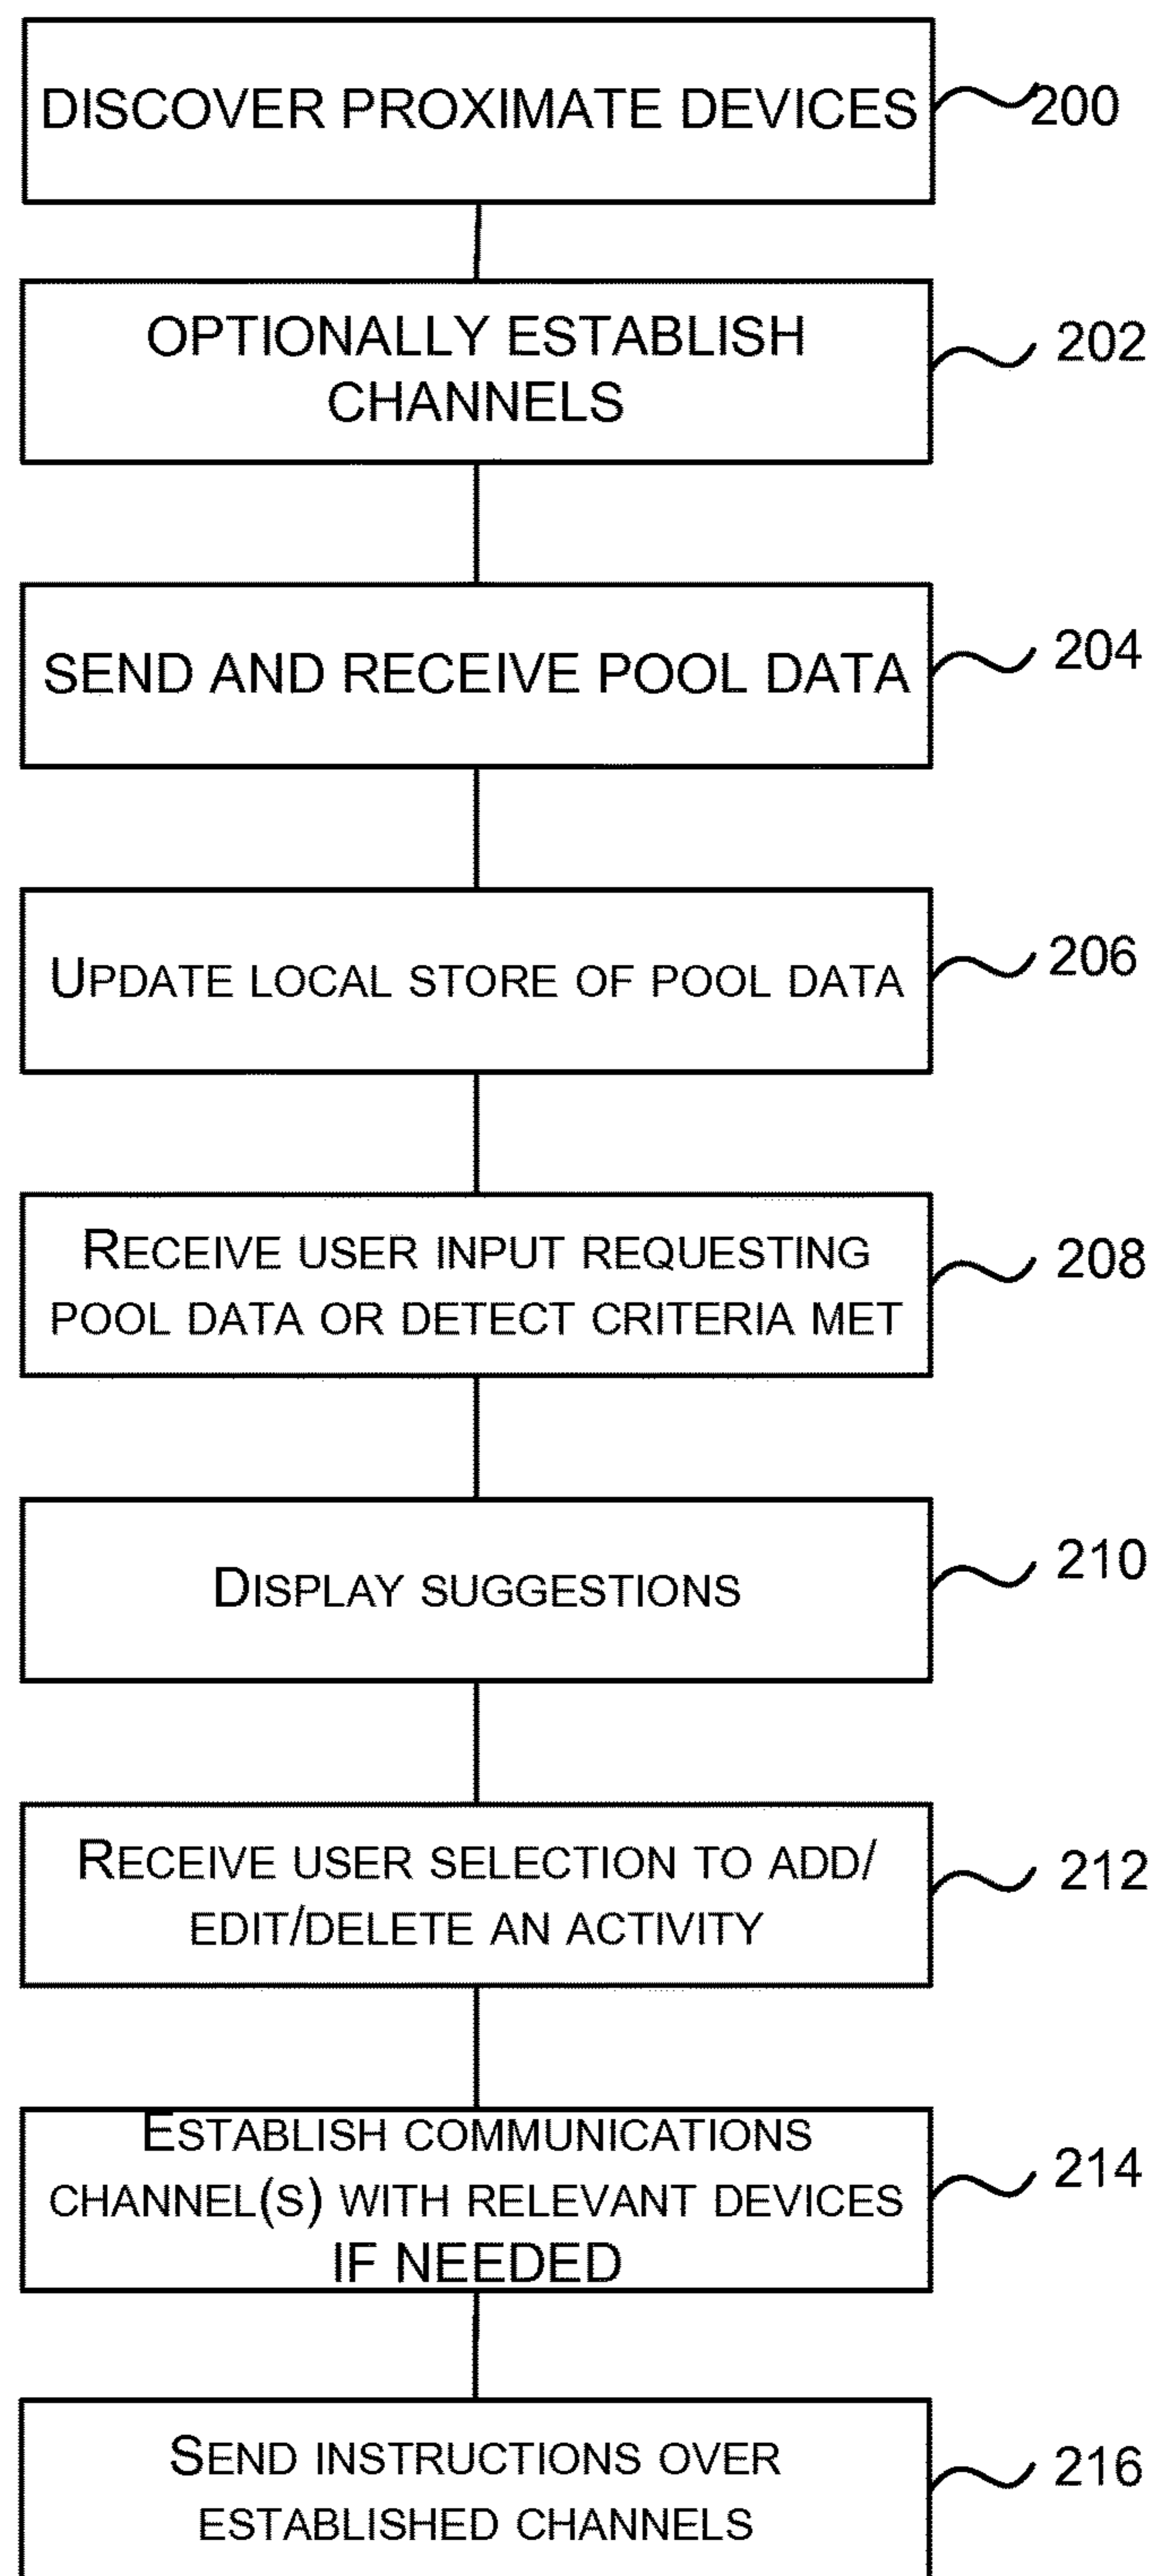 DISCOVER PROXIMATE DEVICES
200
OPTIONALLY ESTABLISH
CHANNELS
202
SEND AND RECEIVE POOL DATA
204
UPDATE LOCAL STORE OF POOL DATA
206
RECEIVE USER INPUT REQUESTING
POOL DATA OR DETECT CRITERIA MET
208
DISPLAY SUGGESTIONS
210
RECEIVE USER SELECTION TO ADD/
EDIT/DELETE AN ACTIVITY
212
ESTABLISH COMMUNICATIONS
CHANNEL(S) WITH RELEVANT DEVICES
IF NEEDED
214
SEND INSTRUCTIONS OVER
ESTABLISHED CHANNELS
216